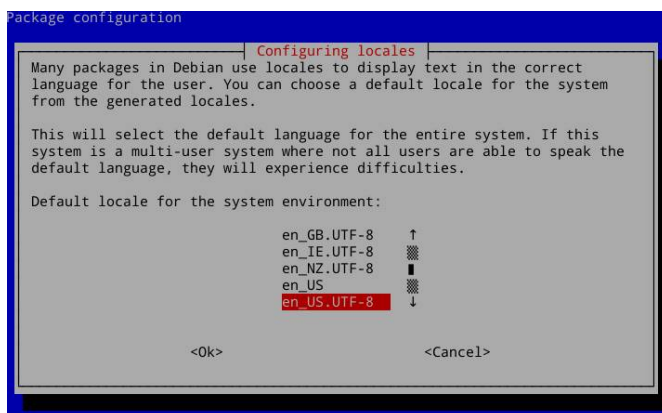 Package configuration
Configuring locales
Many packages in Debian use locales to display text in the correct
language for the user. You can choose a default locale for the system
from the generated locales.
This will select the default language for the entire system. If this
system is a multi-user system where not all users are able to speak the
default language, they will experience difficulties.
Default locale for the system environment:
en_GB.UTF-8
en_IE.UTF-8
en_NZ.UTF-8
en_US
en_US.UTF-8
<Ok> <Cancel>